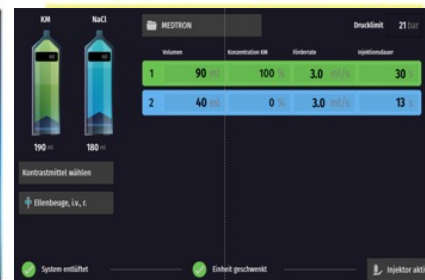 KM NaCl
MEDTRON Drucklimit 21 bar
Volumen Konzentration KM Förderrate Injektionsdauer
1 90 ml 100 % 3.0 ml/s 30 s
2 40 ml 0 % 3.0 ml/s 13 s
190 ml 180 ml
Kontrastmittel wählen
Ellenbeuge, i.v., r.
System entlüftet Einheit geschwenkt Injektor akti